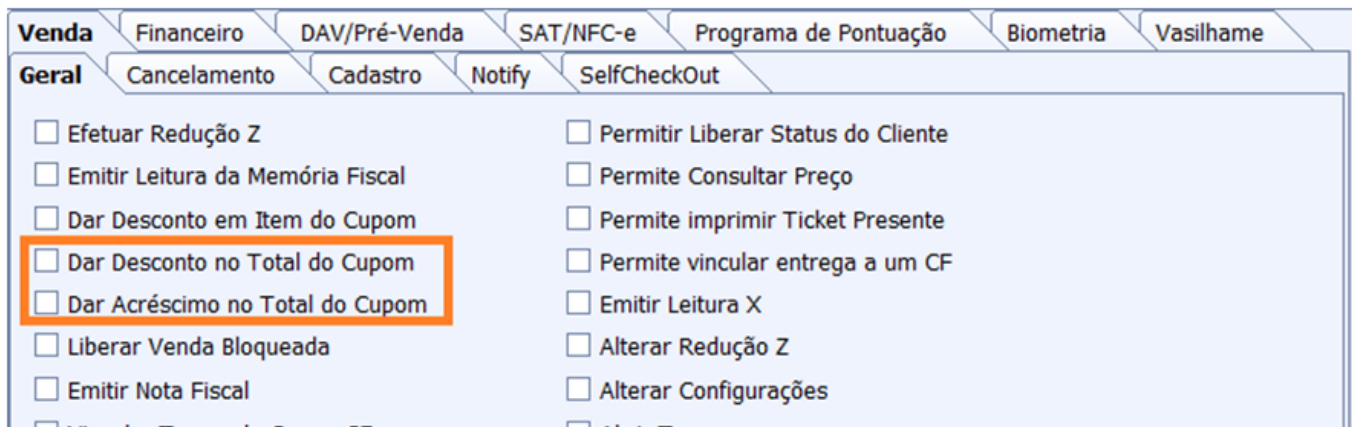 Venda Financeiro DAV/Pré-Venda SAT/NFC-e Programa de Pontuação Biometria Vasilhame
Geral Cancelamento Cadastro Notify SelfCheckOut
Efetuar Redução Z
Emitir Leitura da Memória Fiscal
Dar Desconto em Item do Cupom
Dar Desconto no Total do Cupom
Dar Acréscimo no Total do Cupom
Liberar Venda Bloqueada
Emitir Nota Fiscal
Permitir Liberar Status do Cliente
Permite Consultar Preço
Permite imprimir Ticket Presente
Permite vincular entrega a um CF
Emitir Leitura X
Alterar Redução Z
Alterar Configurações